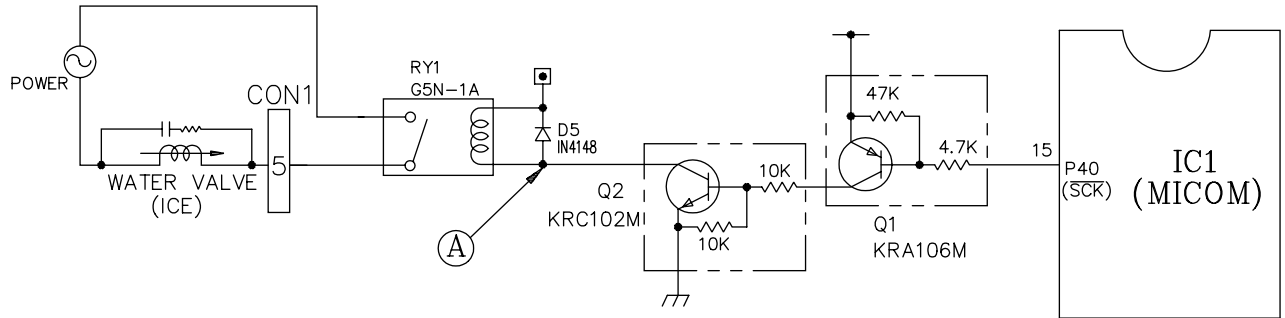 POWER
CON1
5
WATER VALVE
(ICE)
RY1
G5N-1A
D5
IN4148
A
Q2
KRC102M
10K
10K
47K
4.7K
Q1
KRA106M
15
P40
(SCK)
IC1
(MICOM)